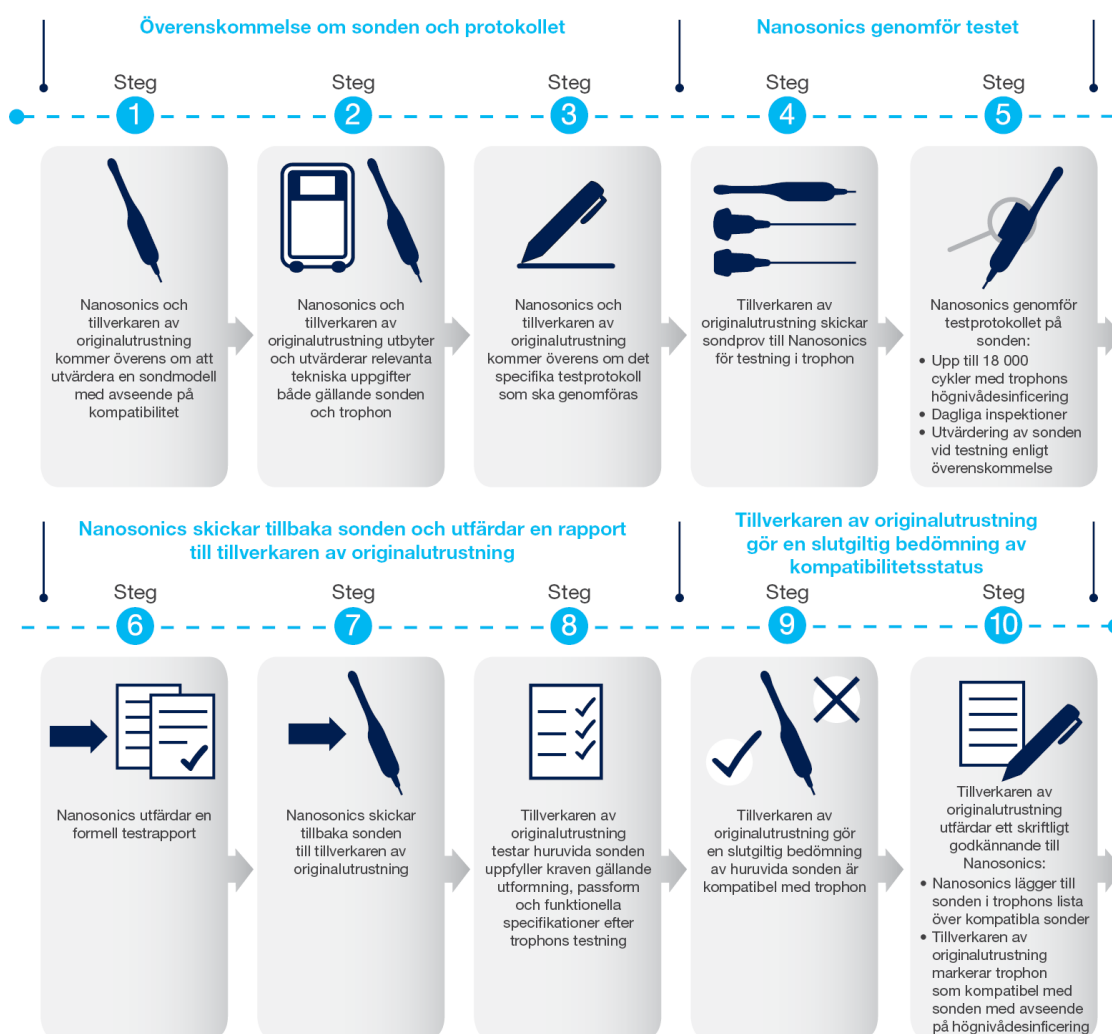 Överenskommelse om sonden och protokollet
Nanosonics genomför testet
Steg
1
Steg
2
Steg
3
Steg
4
Steg
5
Nanosonics och
tillverkaren av
originalutrustning
kommer överens om att
utvärdera en sondmodell
med avseende på
kompatibilitet
Nanosonics och
tillverkaren av
originalutrustning utbyter
och utvärderar relevanta
tekniska uppgifter
både gällande sonden
och trophon
Nanosonics och
tillverkaren av
originalutrustning
kommer överens om det
specifika testprotokoll
som ska genomföras
Tillverkaren av
originalutrustning skickar
sondprov till Nanosonics
för testning i trophon
Nanosonics genomför
testprotokollet på
sonden:
• Upp till 18 000
cykler med trophons
högnivådesinficering
• Dagliga inspektioner
• Utvärdering av sonden
vid testning enligt
överenskommelse
Nanosonics skickar tillbaka sonden och utfärdar en rapport
till tillverkaren av originalutrustning
Tillverkaren av originalutrustning
gör en slutgiltig bedömning av
kompatibilitetsstatus
Steg
6
Steg
7
Steg
8
Steg
9
Steg
10
Nanosonics utfärdar en
formell testrapport
Nanosonics skickar
tillbaka sonden
till tillverkaren av
originalutrustning
Tillverkaren av
originalutrustning
testar huruvida sonden
uppfyller kraven gällande
utformning, passform
och funktionella
specifikationer efter
trophons testning
Tillverkaren av
originalutrustning gör
en slutgiltig bedömning
av huruvida sonden är
kompatibel med trophon
Tillverkaren av
originalutrustning
utfärdar ett skriftligt
godkännande till
Nanosonics:
• Nanosonics lägger till
sonden i trophons lista
över kompatibla sonder
• Tillverkaren av
originalutrustning
markerar trophon
som kompatibel med
sonden med avseende
på högnivådesinficering